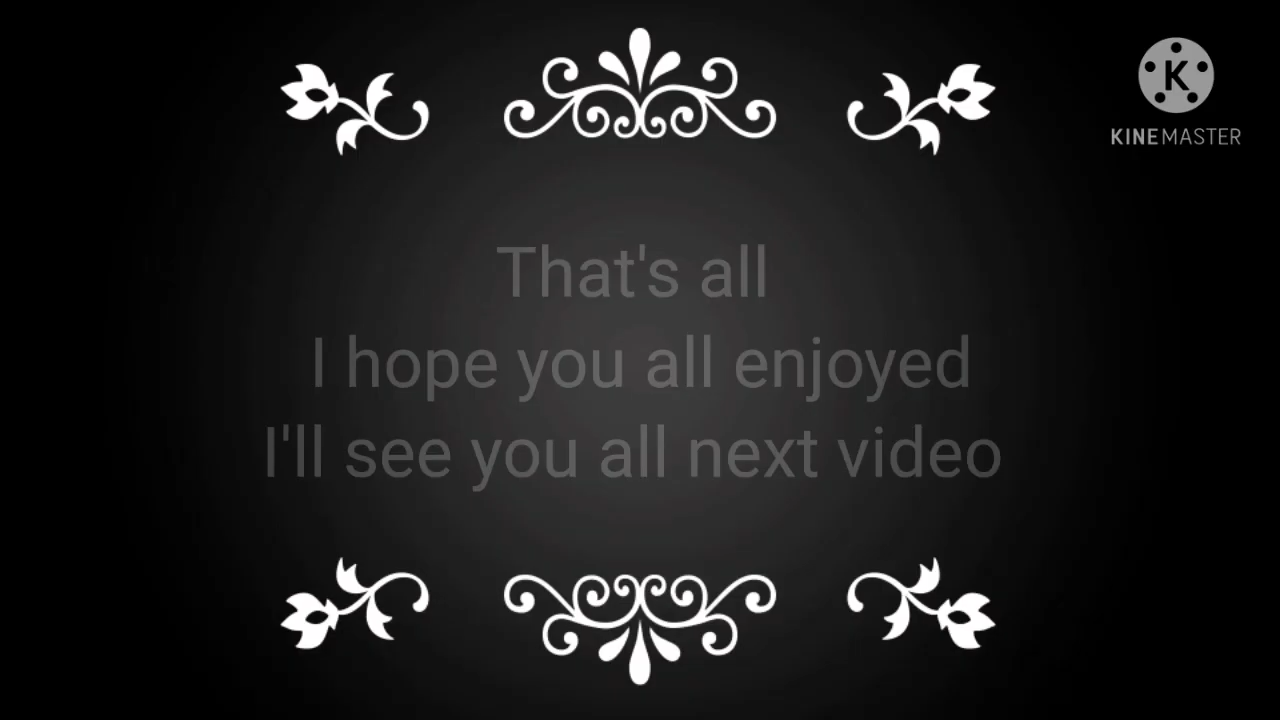 K
KINEMASTER
That's all
I hope you all enjoyed
I'll see you all next video